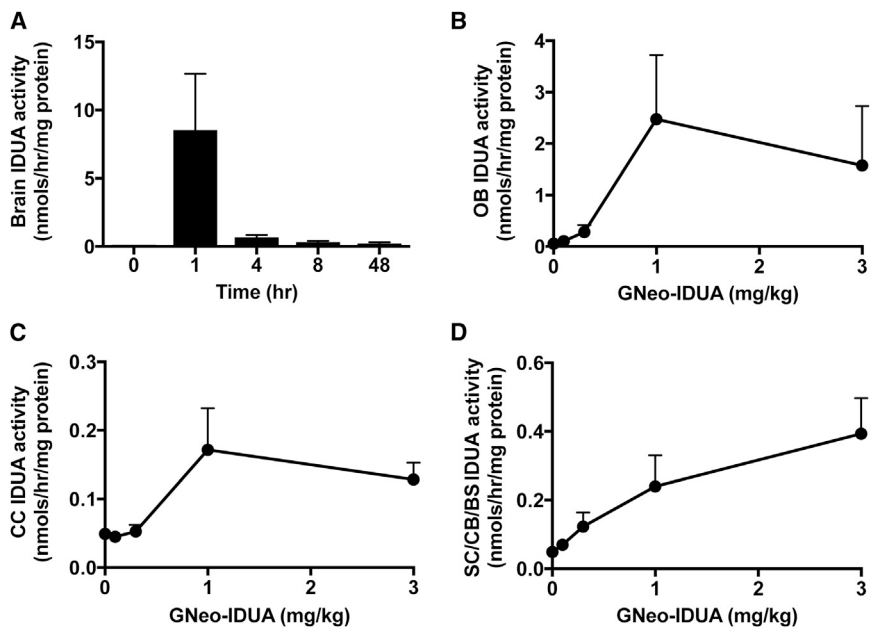 A
Brain IDUA activity
(nmols/hr/mg protein)
15
10
5
0
0 1 4 8 48
Time (hr)
B
OB IDUA activity
(nmols/hr/mg protein)
4
3
2
1
0
0 1 2 3
GNeo-IDUA (mg/kg)
C
CC IDUA activity
(nmols/hr/mg protein)
0.3
0.2
0.1
0.0
0 1 2 3
GNeo-IDUA (mg/kg)
D
SC/CB/BS IDUA activity
(nmols/hr/mg protein)
0.6
0.4
0.2
0.0
0 1 2 3
GNeo-IDUA (mg/kg)